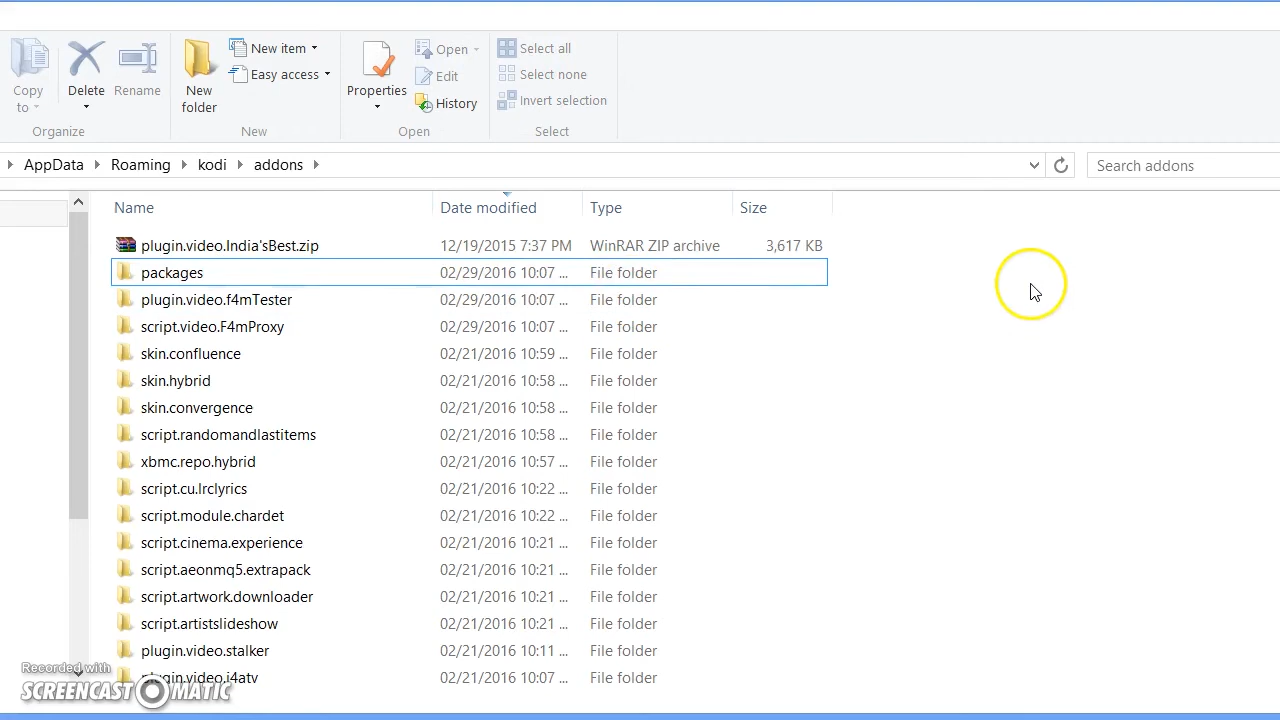 Copy to
Delete
Rename
New folder
New item
Easy access
Properties
Open
Edit
History
Select all
Select none
Invert selection
Organize
New
Open
Select
AppData
Roaming
kodi
addons
Search addons
Name Date modified Type Size
plugin.video.India'sBest.zip 12/19/2015 7:37 PM WinRAR ZIP archive 3,617 KB
packages 02/29/2016 10:07 ... File folder
plugin.video.f4mTester 02/29/2016 10:07 ... File folder
script.video.F4mProxy 02/29/2016 10:07 ... File folder
skin.confluence 02/21/2016 10:59 ... File folder
skin.hybrid 02/21/2016 10:58 ... File folder
skin.convergence 02/21/2016 10:58 ... File folder
script.randomandlastitems 02/21/2016 10:58 ... File folder
xbmc.repo.hybrid 02/21/2016 10:57 ... File folder
script.cu.lrclyrics 02/21/2016 10:22 ... File folder
script.module.chardet 02/21/2016 10:22 ... File folder
script.cinema.experience 02/21/2016 10:21 ... File folder
script.aeonmq5.extrapack 02/21/2016 10:21 ... File folder
script.artwork.downloader 02/21/2016 10:21 ... File folder
script.artistslideshow 02/21/2016 10:21 ... File folder
plugin.video.stalker 02/21/2016 10:11 ... File folder
plugin.video.i4atv 02/21/2016 10:07 ... File folder
Recorded with
SCREENCAST MATIC